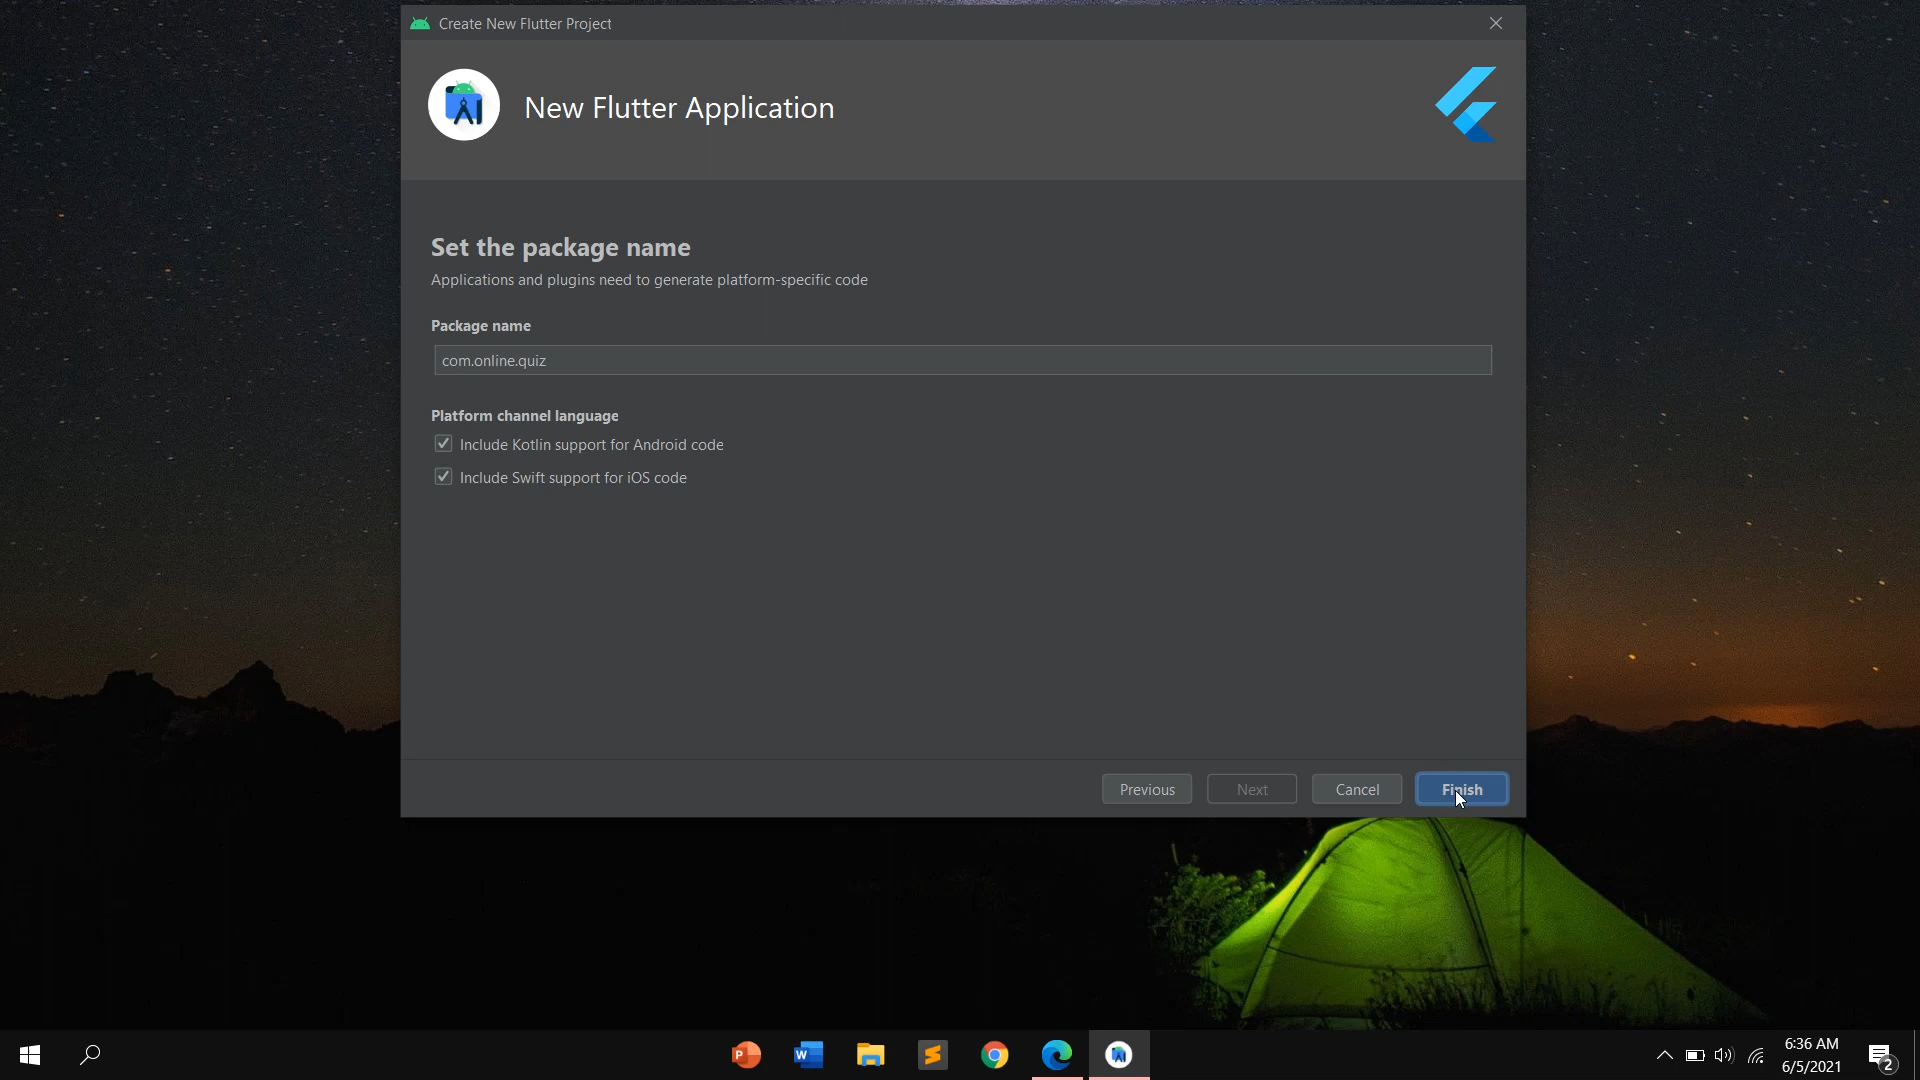 Create New Flutter Project
New Flutter Application
Set the package name
Applications and plugins need to generate platform-specific code
Package name
com.online.quiz
Platform channel language
Include Kotlin support for Android code
Include Swift support for iOS code
Previous
Next
Cancel
Finish
6:36 AM
6/5/2021
2